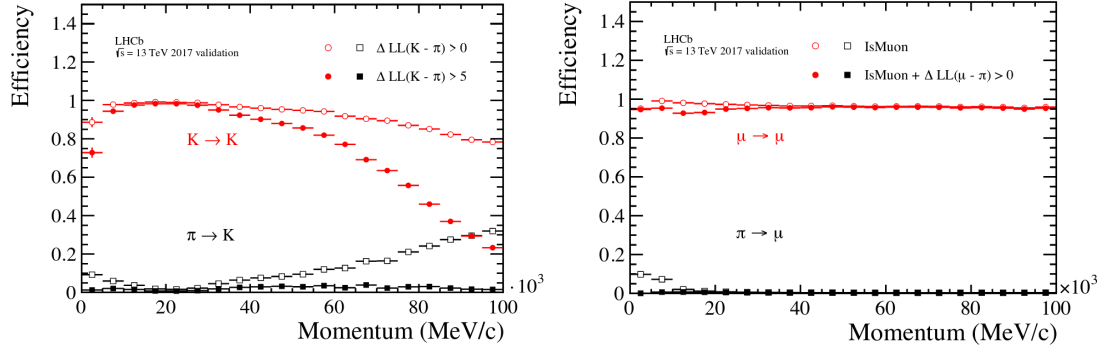 LHCb
√s = 13 TeV 2017 validation
Δ LL(K - π) > 0
Δ LL(K - π) > 5
K → K
π → K
Efficiency
1.4
1.2
1
0.8
0.6
0.4
0.2
0
0 20 40 60 80 100
· 10³
Momentum (MeV/c)
LHCb
√s = 13 TeV 2017 validation
IsMuon
IsMuon + Δ LL(μ - π) > 0
μ → μ
π → μ
Efficiency
1.4
1.2
1
0.8
0.6
0.4
0.2
0
0 20 40 60 80 100
×10³
Momentum (MeV/c)